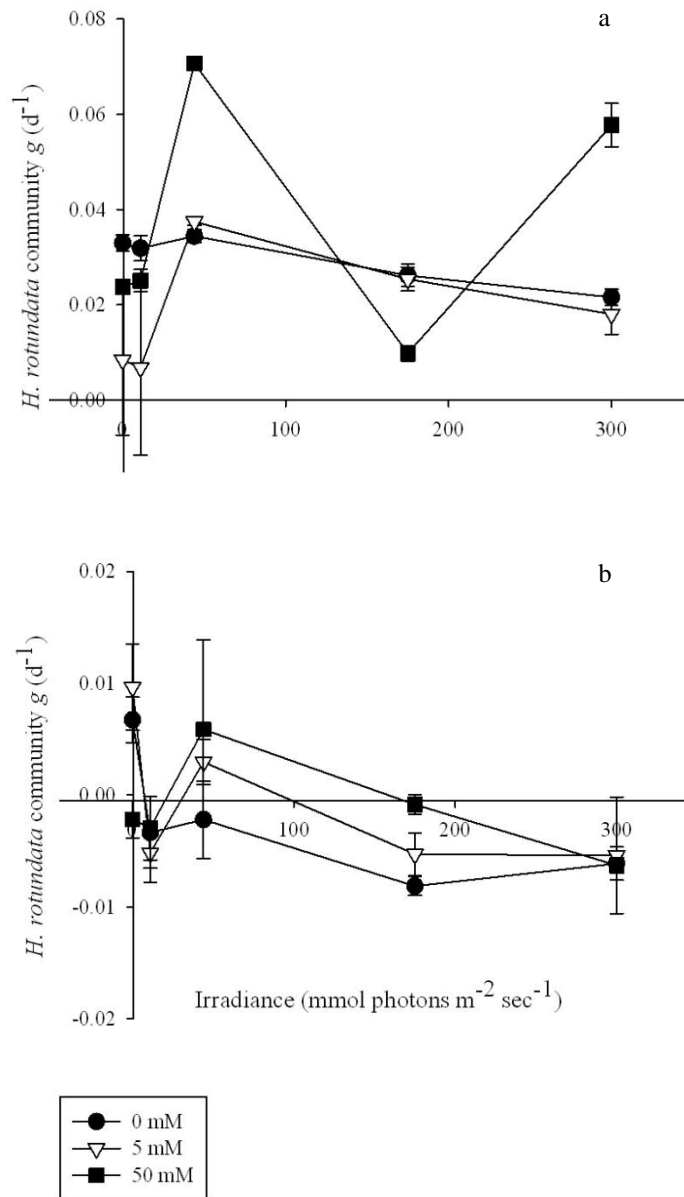 a
0.08
0.06
0.04
0.02
0.00
0
100
200
300
H. rotundata community g (d⁻¹)
b
0.02
0.01
0.00
-0.01
-0.02
0
100
200
300
H. rotundata community g (d⁻¹)
Irradiance (mmol photons m⁻² sec⁻¹)
0 mM
5 mM
50 mM